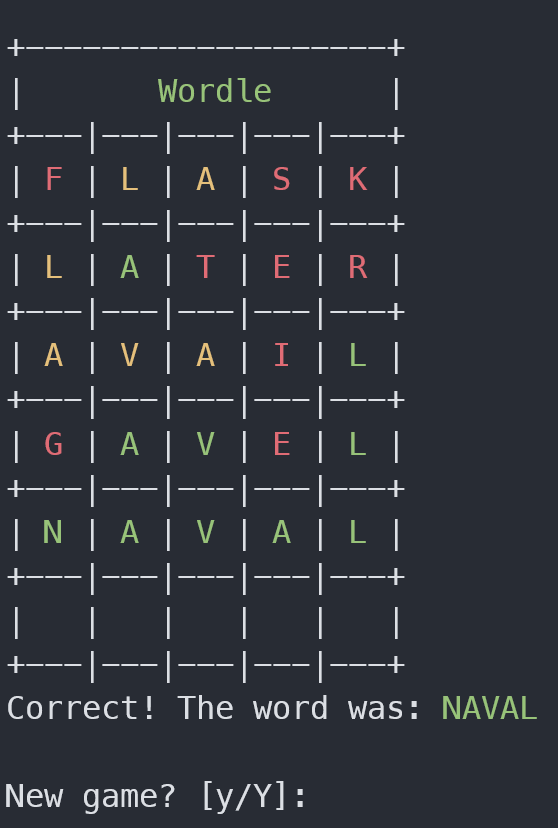 +———————————————————+
|       Wordle      |
+———|———|———|———|———+
| F | L | A | S | K |
+———|———|———|———|———+
| L | A | T | E | R |
+———|———|———|———|———+
| A | V | A | I | L |
+———|———|———|———|———+
| G | A | V | E | L |
+———|———|———|———|———+
| N | A | V | A | L |
+———|———|———|———|———+
|   |   |   |   |   |
+———|———|———|———|———+
Correct! The word was: NAVAL
New game? [y/Y]: